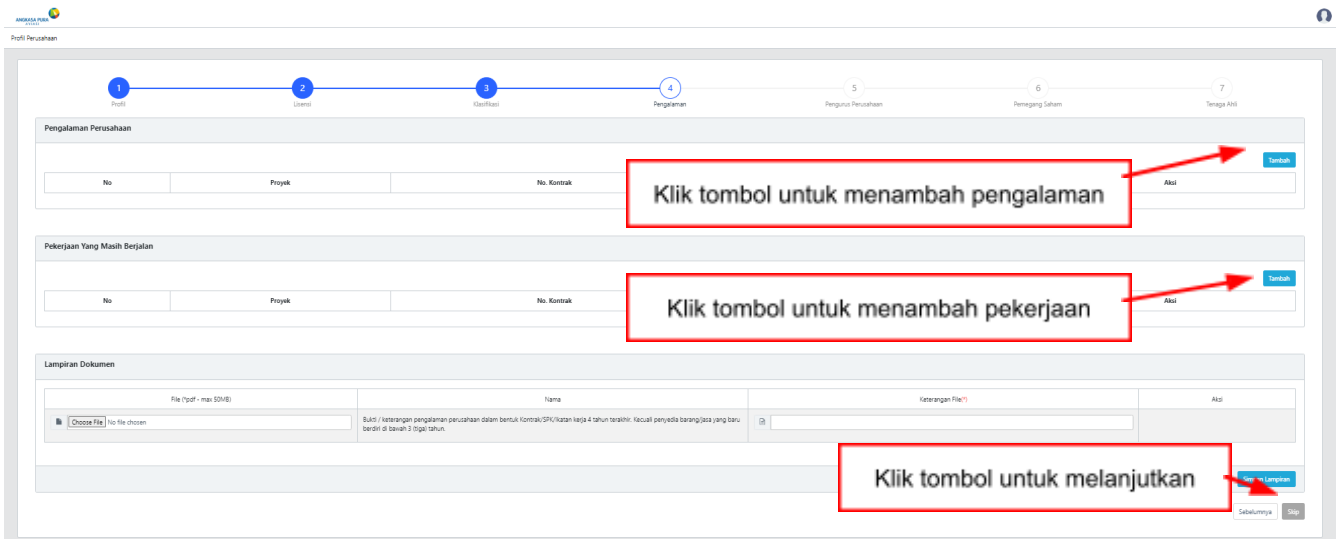 ANGKASA PURA
Profil Perusahaan
1 2 3 4 5 6 7
Profil Lisensi Klasifikasi Pengalaman Pengurus Perusahaan Pemegang Saham Tenaga Ahli
Pengalaman Perusahaan
Tambah
No Proyek No. Kontrak Aksi
Klik tombol untuk menambah pengalaman
Pekerjaan Yang Masih Berjalan
Tambah
No Proyek No. Kontrak Aksi
Klik tombol untuk menambah pekerjaan
Lampiran Dokumen
File (*pdf - max 50MB) Nama Keterangan File(*) Aksi
Choose File No file chosen
Bukti / keterangan pengalaman perusahaan dalam bentuk Kontrak/SPK/Ikatan kerja 4 tahun terakhir. Kecuali penyedia barang/jasa yang baru
berdiri di bawah 3 (tiga) tahun.
Klik tombol untuk melanjutkan
Lampiran
Sebelumnya Skip